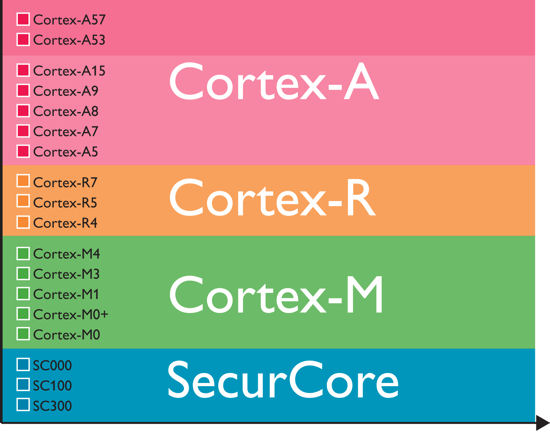 Cortex-A57
Cortex-A53
Cortex-A15
Cortex-A9
Cortex-A8
Cortex-A7
Cortex-A5
Cortex-A
Cortex-R7
Cortex-R5
Cortex-R4
Cortex-R
Cortex-M4
Cortex-M3
Cortex-M1
Cortex-M0+
Cortex-M0
Cortex-M
SC000
SC100
SC300
SecurCore